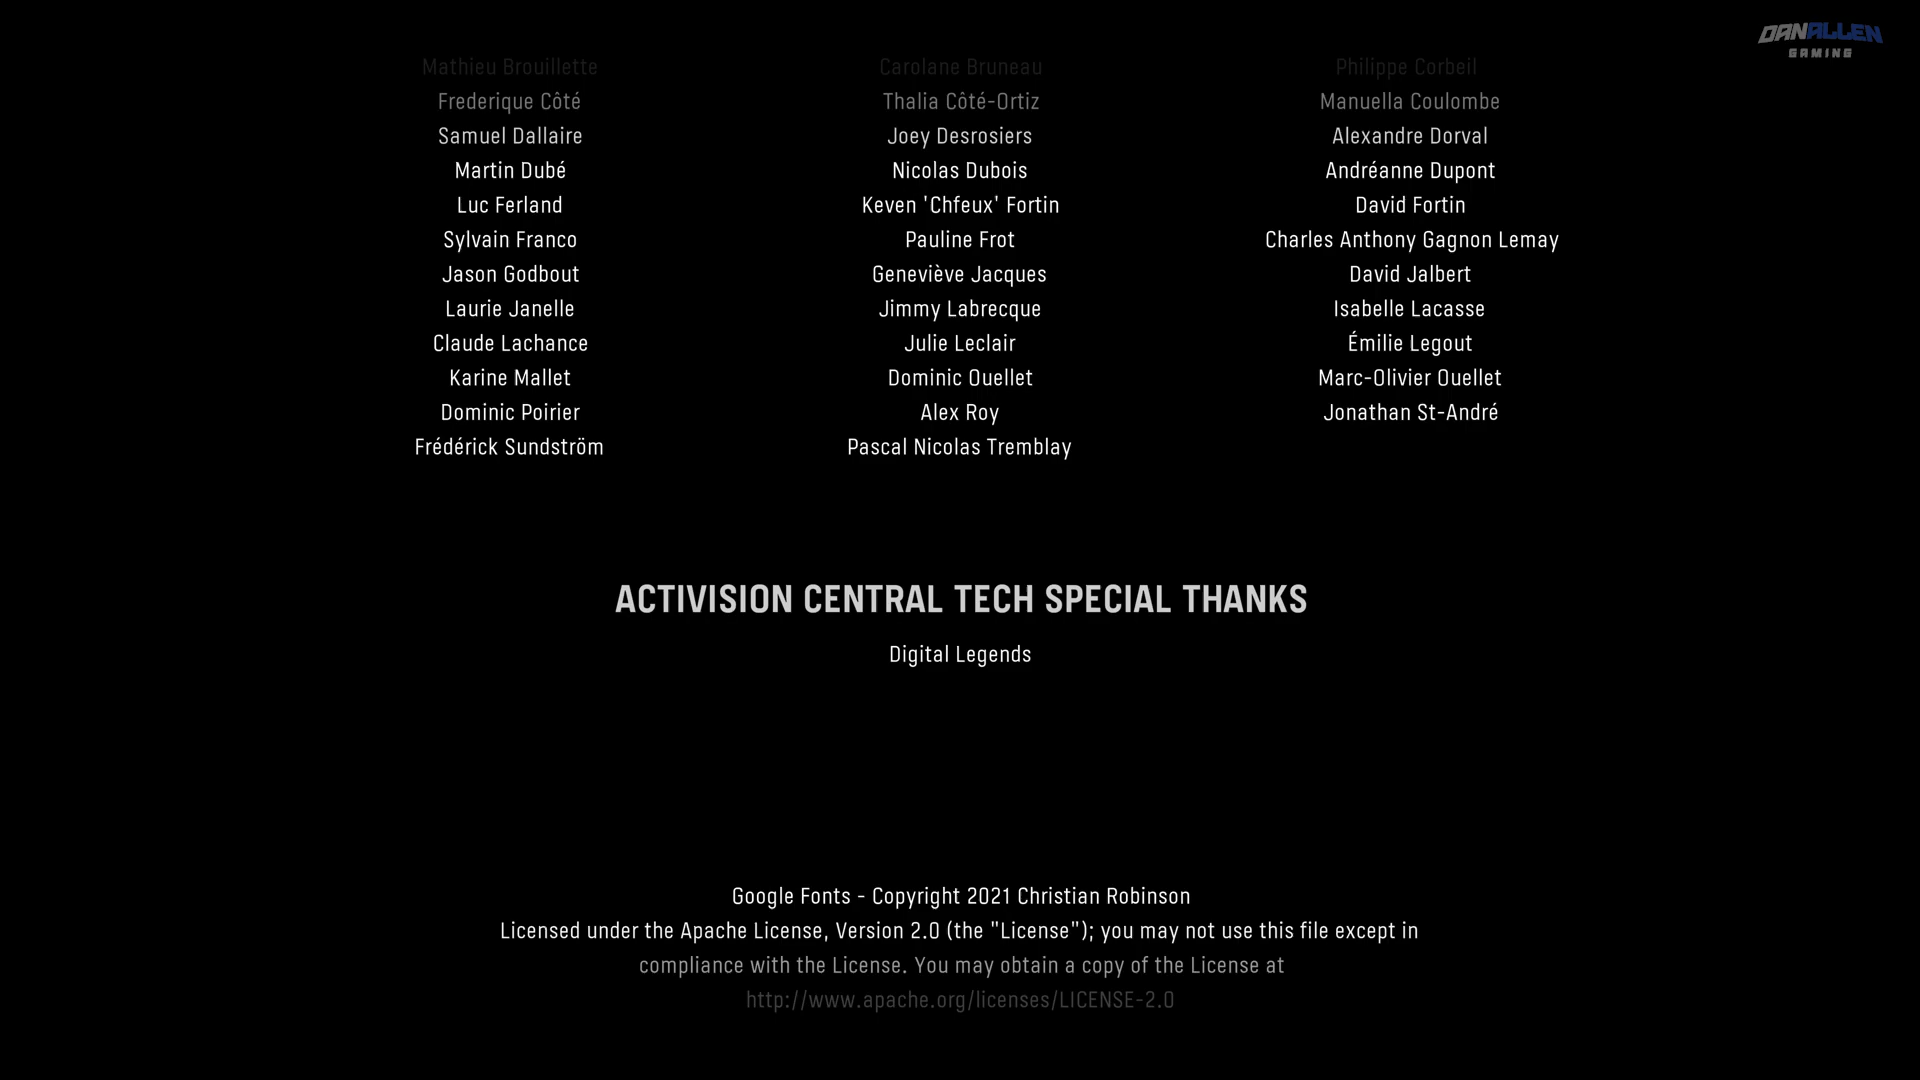 DANALLEN
GAMING
Mathieu Brouillette Carolane Bruneau Philippe Corbeil
Frederique Côté Thalia Côté-Ortiz Manuella Coulombe
Samuel Dallaire Joey Desrosiers Alexandre Dorval
Martin Dubé Nicolas Dubois Andréanne Dupont
Luc Ferland Keven 'Chfeux' Fortin David Fortin
Sylvain Franco Pauline Frot Charles Anthony Gagnon Lemay
Jason Godbout Geneviève Jacques David Jalbert
Laurie Janelle Jimmy Labrecque Isabelle Lacasse
Claude Lachance Julie Leclair Émilie Legout
Karine Mallet Dominic Ouellet Marc-Olivier Ouellet
Dominic Poirier Alex Roy Jonathan St-André
Frédérick Sundström Pascal Nicolas Tremblay
ACTIVISION CENTRAL TECH SPECIAL THANKS
Digital Legends
Google Fonts - Copyright 2021 Christian Robinson
Licensed under the Apache License, Version 2.0 (the "License"); you may not use this file except in
compliance with the License. You may obtain a copy of the License at
http://www.apache.org/licenses/LICENSE-2.0